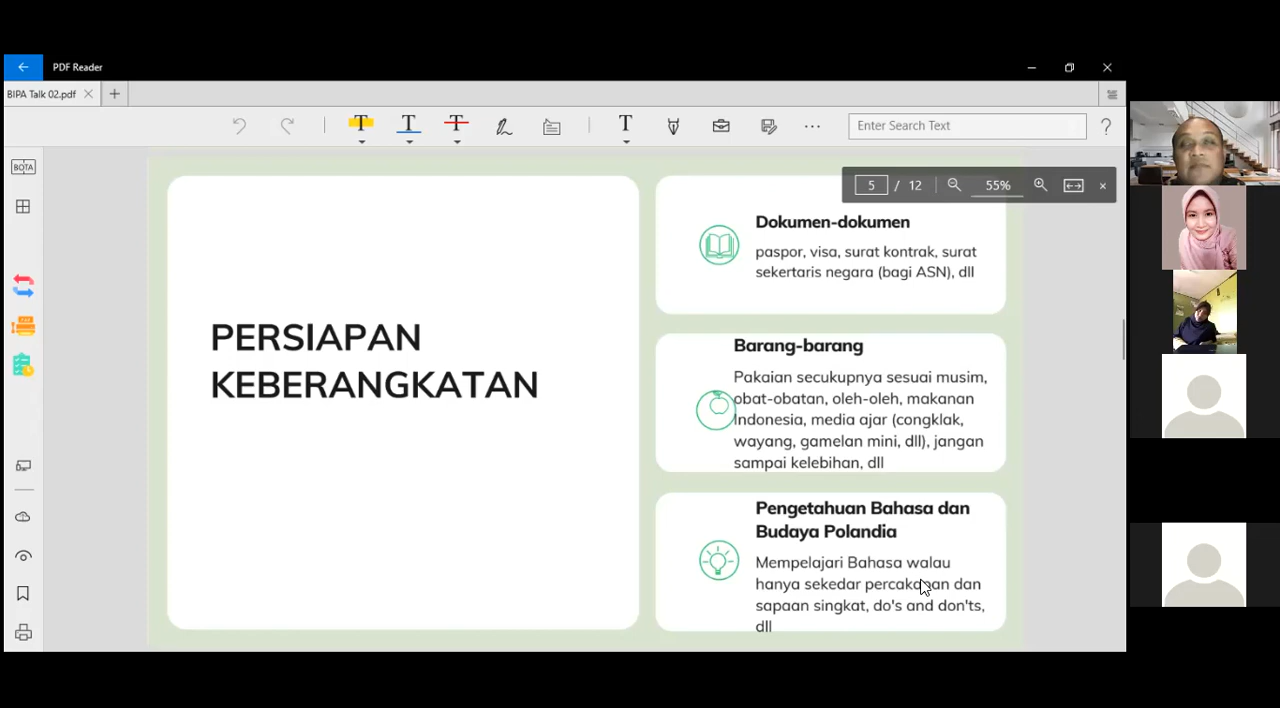 PDF Reader
BIPA Talk 02.pdf
Enter Search Text
BOTA
5 / 12
55%
PERSIAPAN
KEBERANGKATAN
Dokumen-dokumen
paspor, visa, surat kontrak, surat
sekertaris negara (bagi ASN), dll
Barang-barang
Pakaian secukupnya sesuai musim,
obat-obatan, oleh-oleh, makanan
Indonesia, media ajar (congklak,
wayang, gamelan mini, dll), jangan
sampai kelebihan, dll
Pengetahuan Bahasa dan
Budaya Polandia
Mempelajari Bahasa walau
hanya sekedar percakapan dan
sapaan singkat, do's and don'ts,
dll